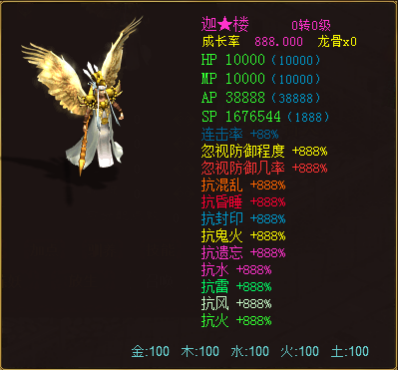 迦★楼 0转0级
成长率 888.000 龙骨x0
HP 10000(10000)
MP 10000(10000)
AP 38888(38888)
SP 1676544(1888)
连击率 +88%
忽视防御程度 +888%
忽视防御几率 +888%
抗混乱 +888%
抗昏睡 +888%
抗封印 +888%
抗鬼火 +888%
抗遗忘 +888%
抗水 +888%
抗雷 +888%
抗风 +888%
抗火 +888%
金:100 木:100 水:100 火:100 土:100